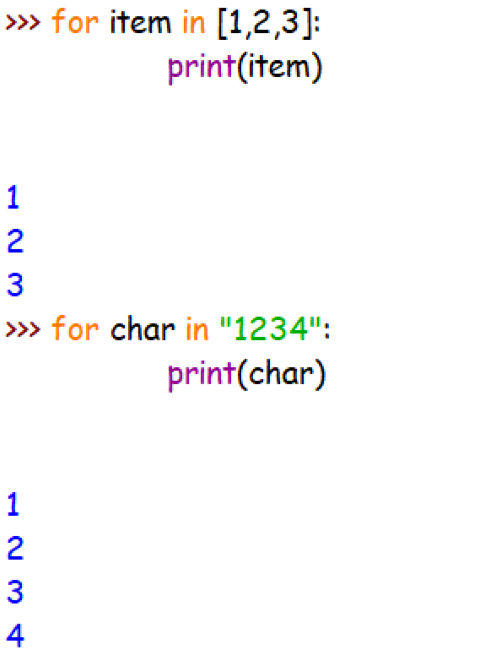 >>> for item in [1,2,3]:
print(item)
1
2
3
>>> for char in "1234":
print(char)
1
2
3
4